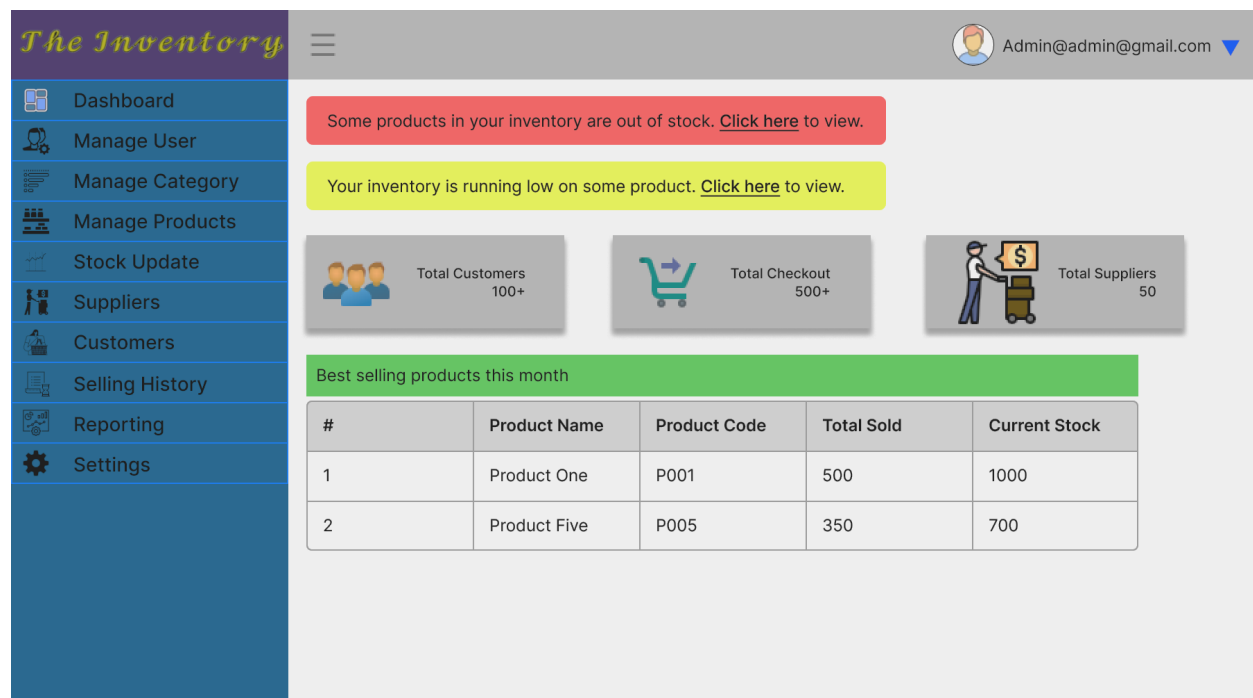 The Inventory
Admin@admin@gmail.com
Dashboard
Manage User
Manage Category
Manage Products
Stock Update
Suppliers
Customers
Selling History
Reporting
Settings
Some products in your inventory are out of stock. Click here to view.
Your inventory is running low on some product. Click here to view.
Total Customers
100+
Total Checkout
500+
$
Total Suppliers
50
Best selling products this month
# Product Name Product Code Total Sold Current Stock
1 Product One P001 500 1000
2 Product Five P005 350 700